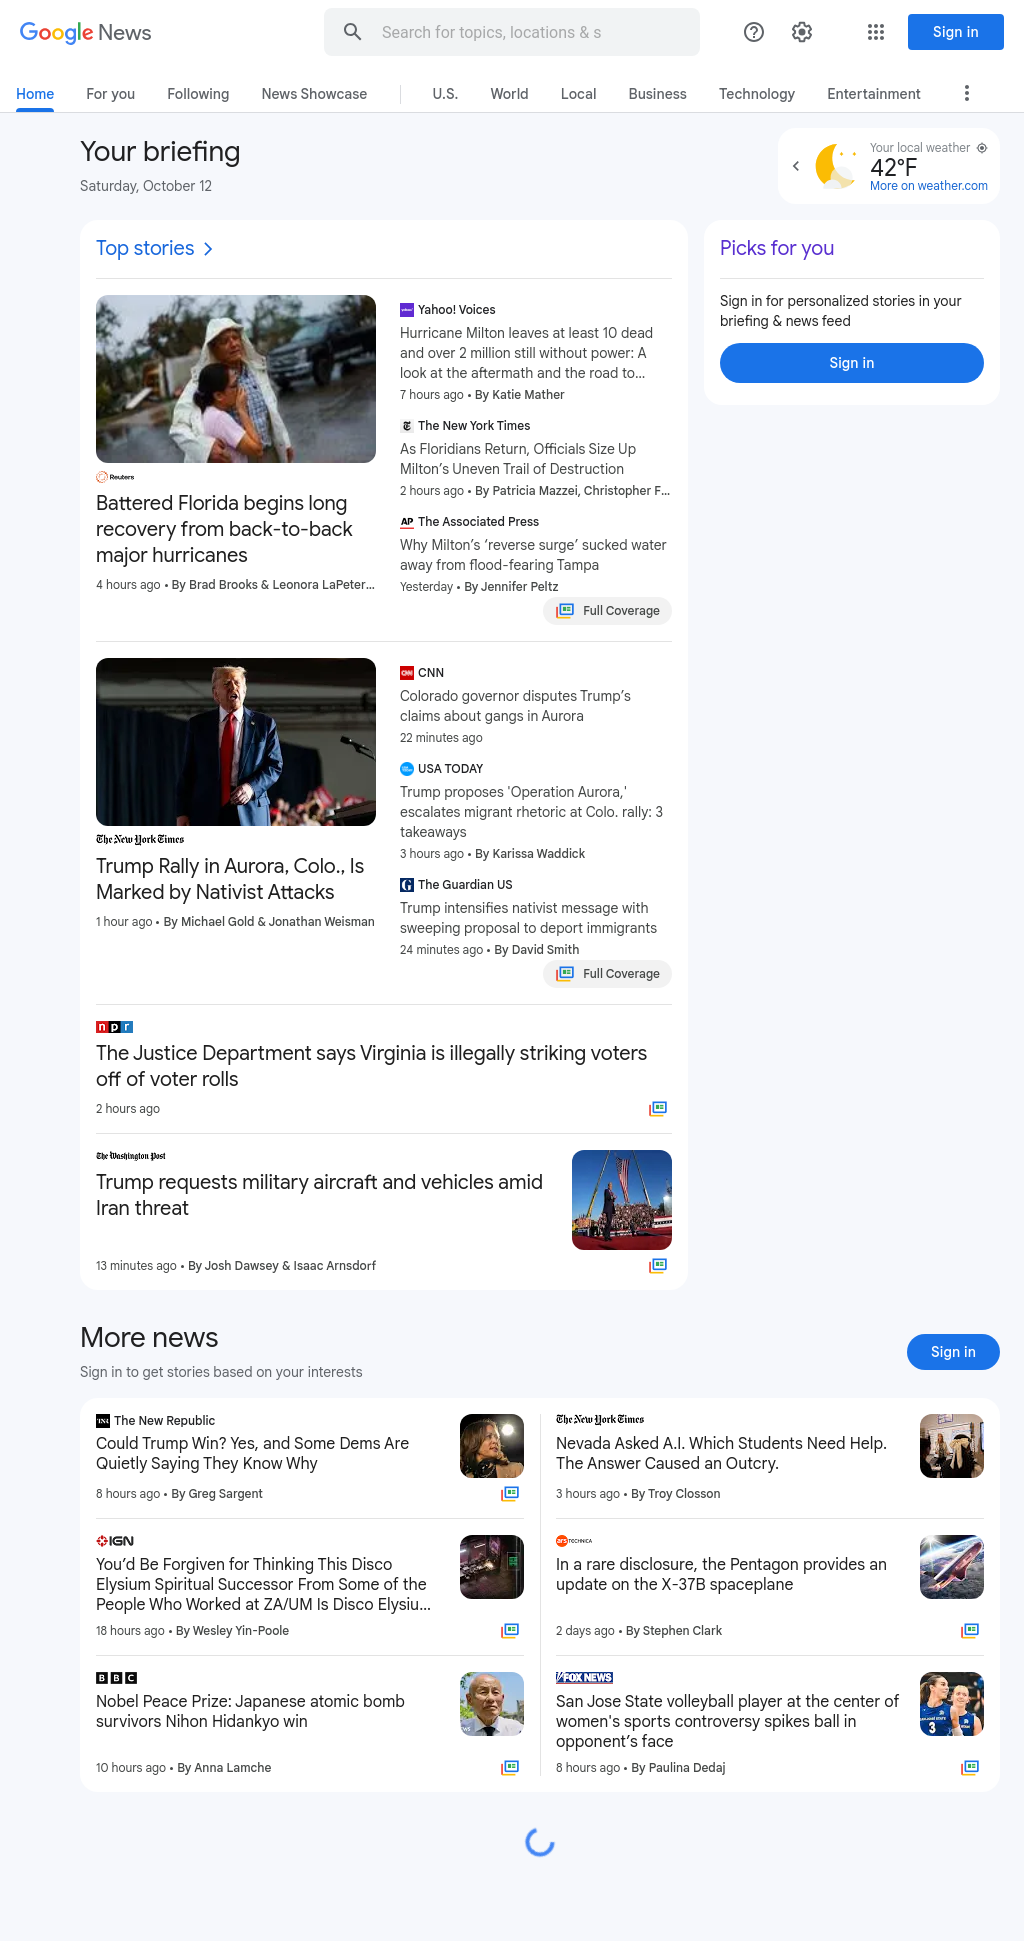 Google News
Search for topics, locations & s
Sign in
Home
For you
Following
News Showcase
U.S.
World
Local
Business
Technology
Entertainment
Your briefing
Saturday, October 12
Your local weather
42°F
More on weather.com
Top stories
Picks for you
Sign in for personalized stories in your
briefing & news feed
Sign in
Reuters
Battered Florida begins long
recovery from back-to-back
major hurricanes
4 hours ago • By Brad Brooks & Leonora LaPeter...
Yahoo! Voices
Hurricane Milton leaves at least 10 dead
and over 2 million still without power: A
look at the aftermath and the road to...
7 hours ago • By Katie Mather
The New York Times
As Floridians Return, Officials Size Up
Milton’s Uneven Trail of Destruction
2 hours ago • By Patricia Mazzei, Christopher F...
AP The Associated Press
Why Milton’s ‘reverse surge’ sucked water
away from flood-fearing Tampa
Yesterday • By Jennifer Peltz
Full Coverage
The New York Times
Trump Rally in Aurora, Colo., Is
Marked by Nativist Attacks
1 hour ago • By Michael Gold & Jonathan Weisman
CNN CNN
Colorado governor disputes Trump’s
claims about gangs in Aurora
22 minutes ago
USA TODAY
Trump proposes 'Operation Aurora,'
escalates migrant rhetoric at Colo. rally: 3
takeaways
3 hours ago • By Karissa Waddick
The Guardian US
Trump intensifies nativist message with
sweeping proposal to deport immigrants
24 minutes ago • By David Smith
Full Coverage
npr
The Justice Department says Virginia is illegally striking voters
off of voter rolls
2 hours ago
The Washington Post
Trump requests military aircraft and vehicles amid
Iran threat
13 minutes ago • By Josh Dawsey & Isaac Arnsdorf
More news
Sign in to get stories based on your interests
Sign in
TNR The New Republic
Could Trump Win? Yes, and Some Dems Are
Quietly Saying They Know Why
8 hours ago • By Greg Sargent
The New York Times
Nevada Asked A.I. Which Students Need Help.
The Answer Caused an Outcry.
3 hours ago • By Troy Closson
IGN
You’d Be Forgiven for Thinking This Disco
Elysium Spiritual Successor From Some of the
People Who Worked at ZA/UM Is Disco Elysiu...
18 hours ago • By Wesley Yin-Poole
ars TECHNICA
In a rare disclosure, the Pentagon provides an
update on the X-37B spaceplane
2 days ago • By Stephen Clark
BBC
Nobel Peace Prize: Japanese atomic bomb
survivors Nihon Hidankyo win
10 hours ago • By Anna Lamche
FOX NEWS
San Jose State volleyball player at the center of
women's sports controversy spikes ball in
opponent’s face
8 hours ago • By Paulina Dedaj
3